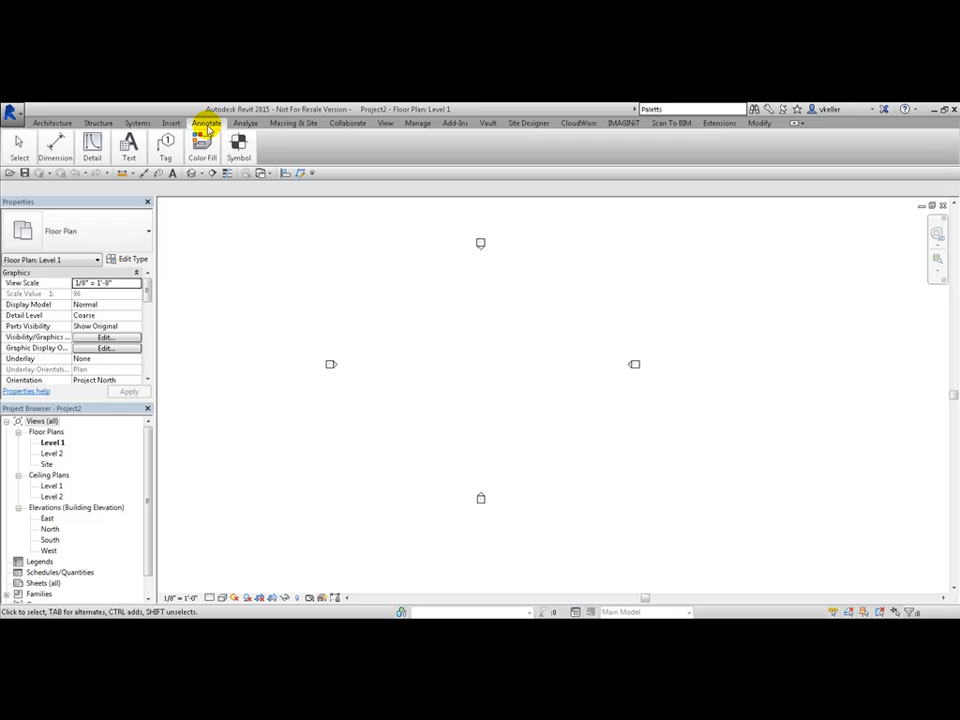 Autodesk Revit 2015 - Not For Resale Version - Project2 - Floor Plan: Level 1
Paletts
vkeller
Architecture Structure Systems Insert Annotate Analyze Massing & Site Collaborate View Manage Add-Ins Vault Site Designer CloudWorx IMAGINiT Scan To BIM Extensions Modify
Select Dimension Detail Text Tag Color Fill Symbol
Properties
Floor Plan
Floor Plan: Level 1 Edit Type
Graphics
View Scale 1/8" = 1'-0"
Scale Value 1: 96
Display Model Normal
Detail Level Coarse
Parts Visibility Show Original
Visibility/Graphics ... Edit...
Graphic Display O... Edit...
Underlay None
Underlay Orientati... Plan
Orientation Project North
Properties help Apply
Project Browser - Project2
Views (all)
Floor Plans
Level 1
Level 2
Site
Ceiling Plans
Level 1
Level 2
Elevations (Building Elevation)
East
North
South
West
Legends
Schedules/Quantities
Sheets (all)
Families
1/8" = 1'-0"
Click to select, TAB for alternates, CTRL adds, SHIFT unselects.
:0
Main Model
:0